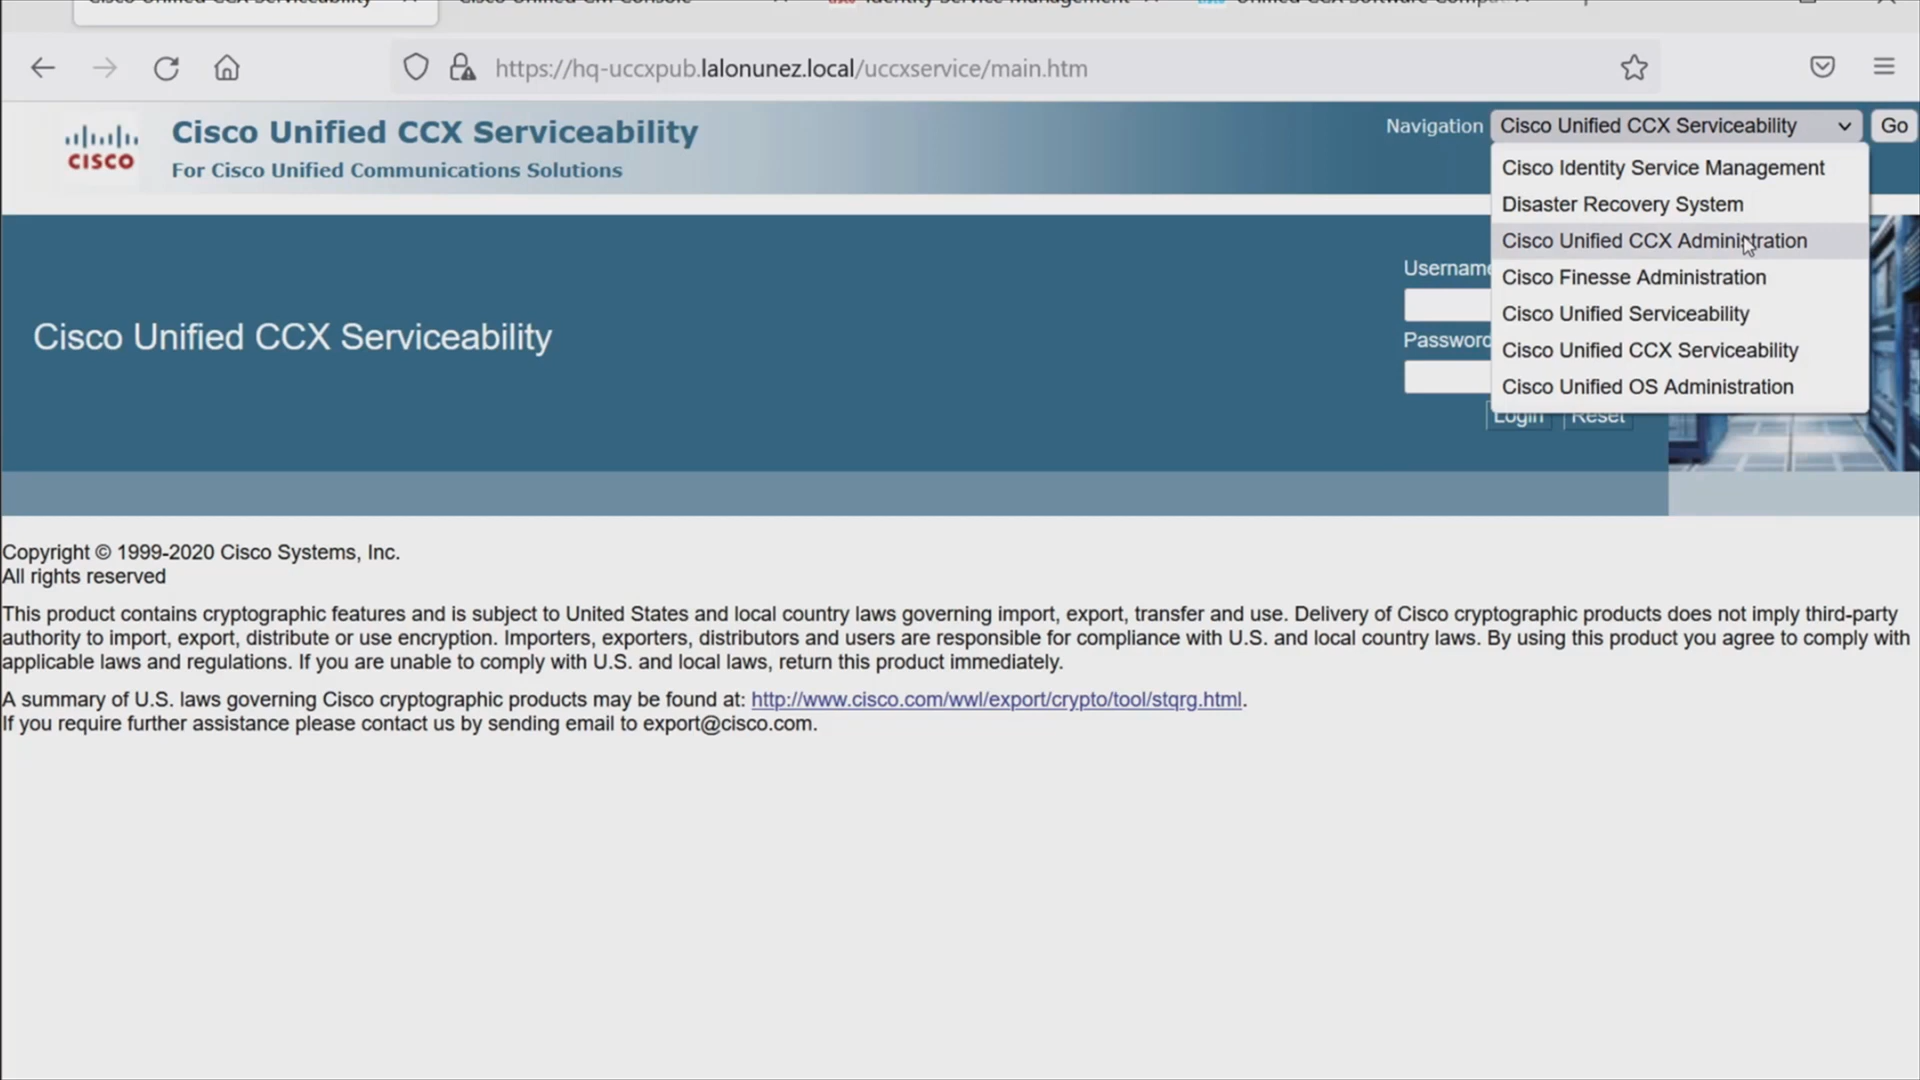 https://hq-uccxpub.lalonunez.local/uccxservice/main.htm
CISCO
Cisco Unified CCX Serviceability
For Cisco Unified Communications Solutions
Navigation
Cisco Unified CCX Serviceability
Go
Cisco Identity Service Management
Disaster Recovery System
Cisco Unified CCX Administration
Cisco Finesse Administration
Cisco Unified Serviceability
Cisco Unified CCX Serviceability
Cisco Unified OS Administration
Cisco Unified CCX Serviceability
Username
Password
Login
Reset
Copyright © 1999-2020 Cisco Systems, Inc.
All rights reserved
This product contains cryptographic features and is subject to United States and local country laws governing import, export, transfer and use. Delivery of Cisco cryptographic products does not imply third-party
authority to import, export, distribute or use encryption. Importers, exporters, distributors and users are responsible for compliance with U.S. and local country laws. By using this product you agree to comply with
applicable laws and regulations. If you are unable to comply with U.S. and local laws, return this product immediately.
A summary of U.S. laws governing Cisco cryptographic products may be found at: http://www.cisco.com/wwl/export/crypto/tool/stqrg.html.
If you require further assistance please contact us by sending email to export@cisco.com.